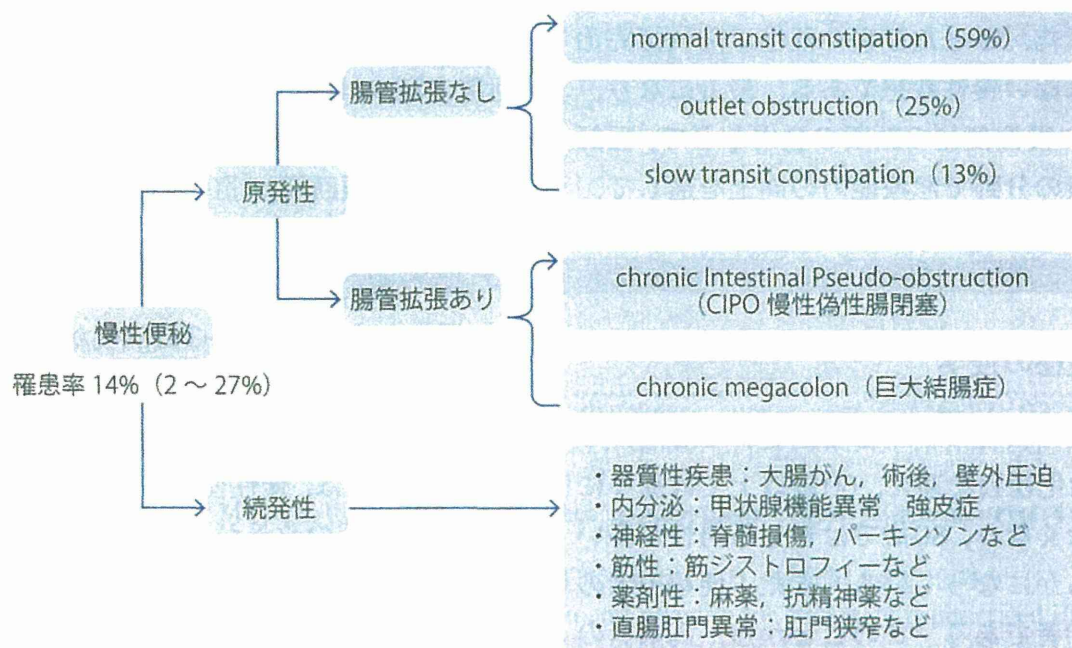 慢性便秘
罹患率 14%（2 ～ 27%）
原発性
腸管拡張なし
normal transit constipation（59%）
outlet obstruction（25%）
slow transit constipation（13%）
腸管拡張あり
chronic Intestinal Pseudo-obstruction
（CIPO 慢性偽性腸閉塞）
chronic megacolon（巨大結腸症）
続発性
・器質性疾患：大腸がん，術後，壁外圧迫
・内分泌：甲状腺機能異常　強皮症
・神経性：脊髄損傷，パーキンソンなど
・筋性：筋ジストロフィーなど
・薬剤性：麻薬，抗精神薬など
・直腸肛門異常：肛門狭窄など